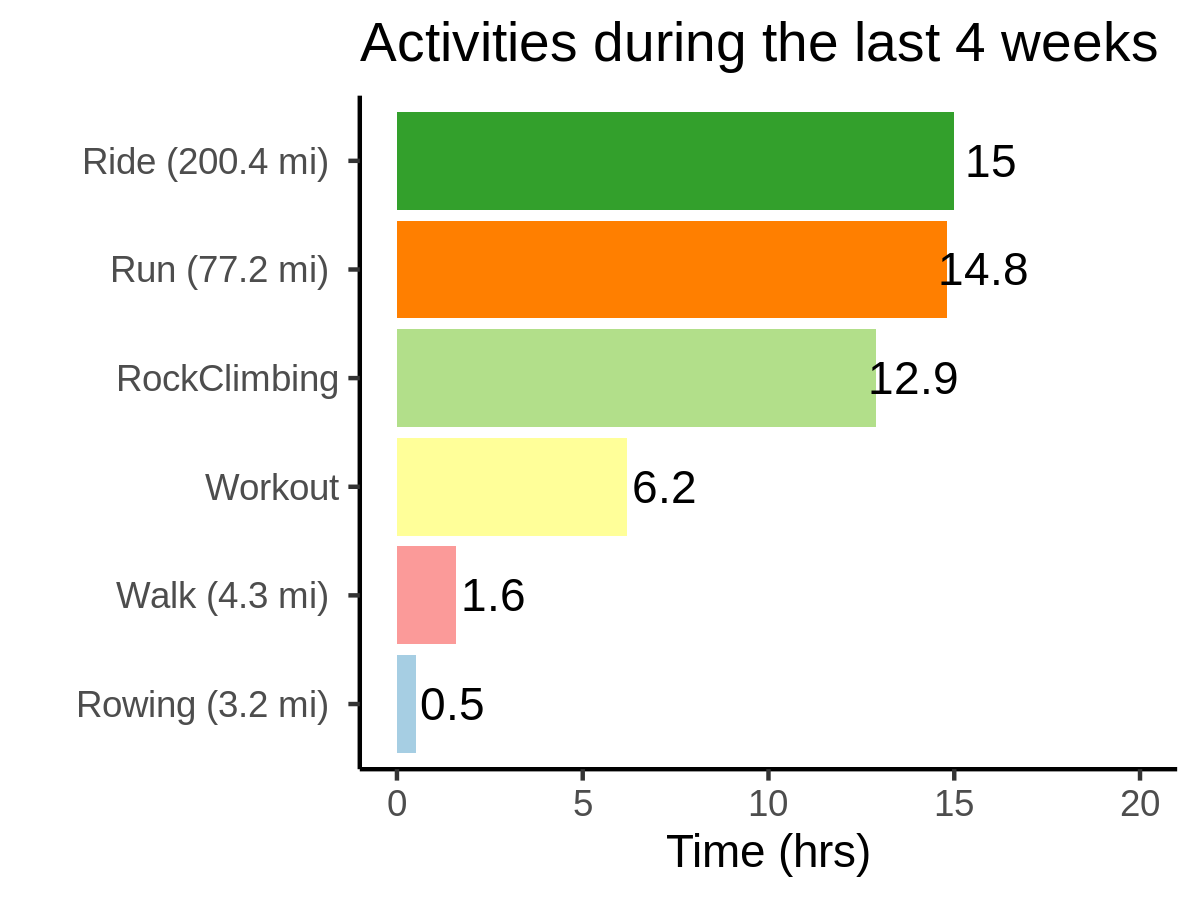 Activities during the last 4 weeks
Ride (200.4 mi) 15
Run (77.2 mi) 14.8
RockClimbing 12.9
Workout 6.2
Walk (4.3 mi) 1.6
Rowing (3.2 mi) 0.5
0 5 10 15 20
Time (hrs)